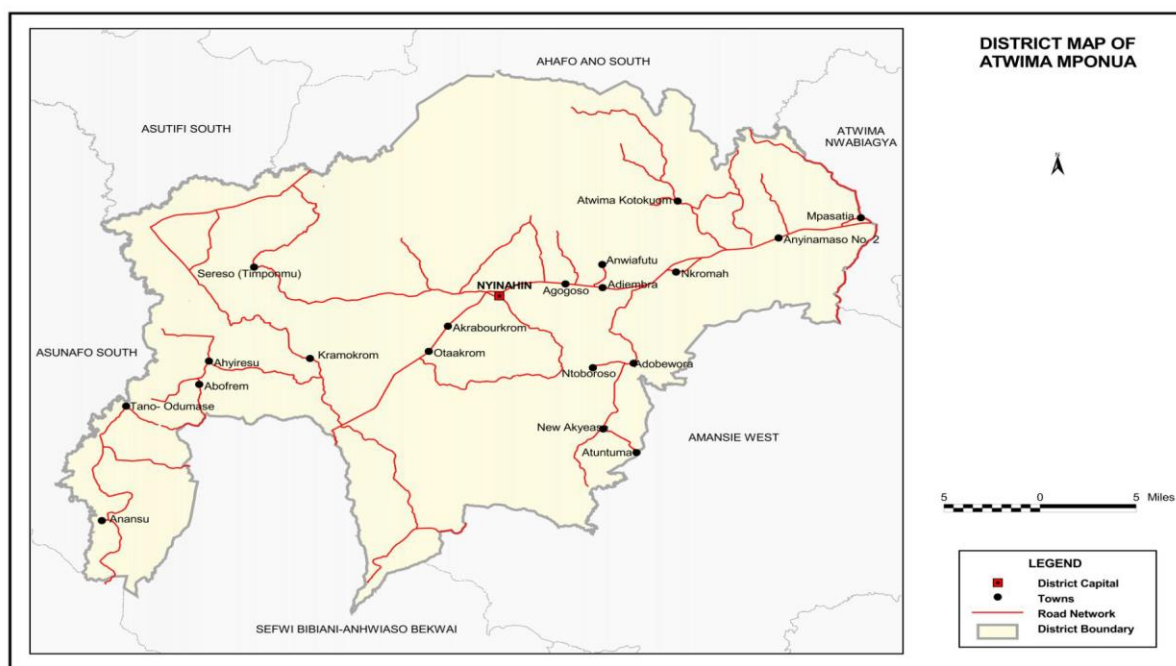 DISTRICT MAP OF
ATWIMA MPONUA
AHAFO ANO SOUTH
ASUTIFI SOUTH
ATWIMA
NWABIAGYA
N
Atwima Kotokugm
Mpasatia
Anyinamaso No. 2
Anwiafutu
Sereso (Timponmu)
Nkromah
NYINAHIN
Agogoso
Adiembra
Akrabourkrom
ASUNAFO SOUTH
Kramokrom
Otaakrom
Ahyiresu
Ntoboroso
Adobewora
Abofrem
Tano- Odumase
New Akyease
AMANSIE WEST
Atuntuma
5 0 5 Miles
Anansu
LEGEND
District Capital
Towns
Road Network
District Boundary
SEFWI BIBIANI-ANHWIASO BEKWAI